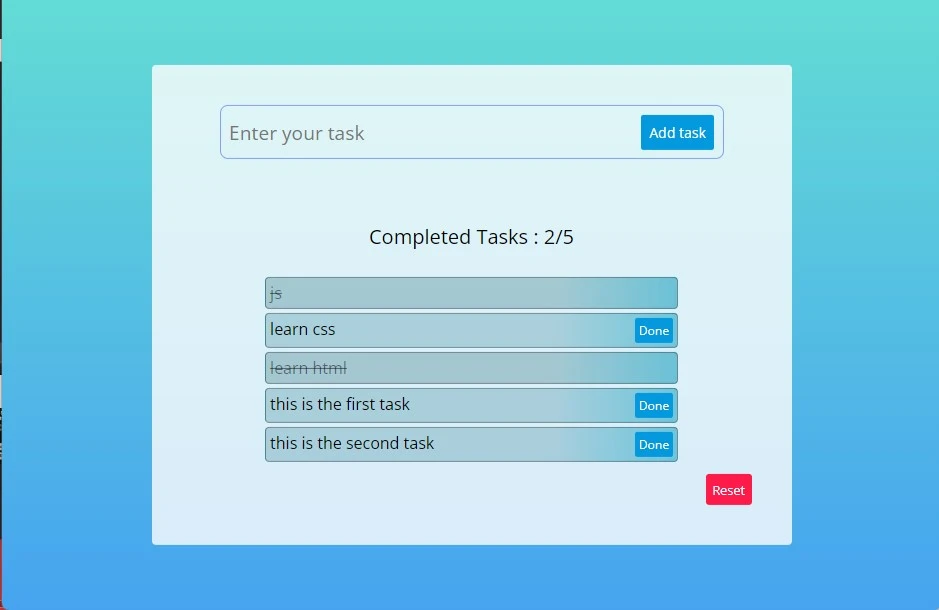 Enter your task
Add task
Completed Tasks : 2/5
js
learn css
Done
learn html
this is the first task
Done
this is the second task
Done
Reset